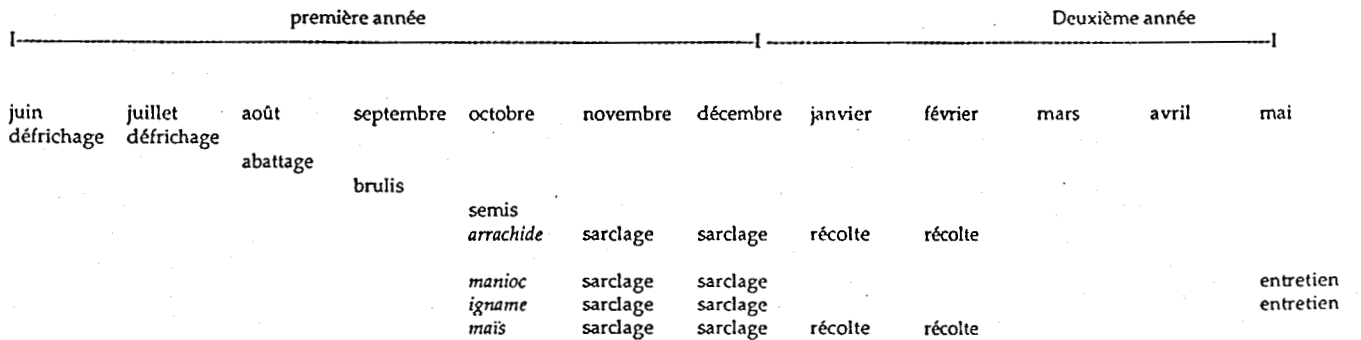 première année Deuxième année
I--------------------------------------------------I --------------------------------------------------I
juin juillet août septembre octobre novembre décembre janvier février mars avril mai
défrichage défrichage
abattage
brulis
semis
arrachide sarclage sarclage récolte récolte
manioc sarclage sarclage entretien
igname sarclage sarclage entretien
maïs sarclage sarclage récolte récolte